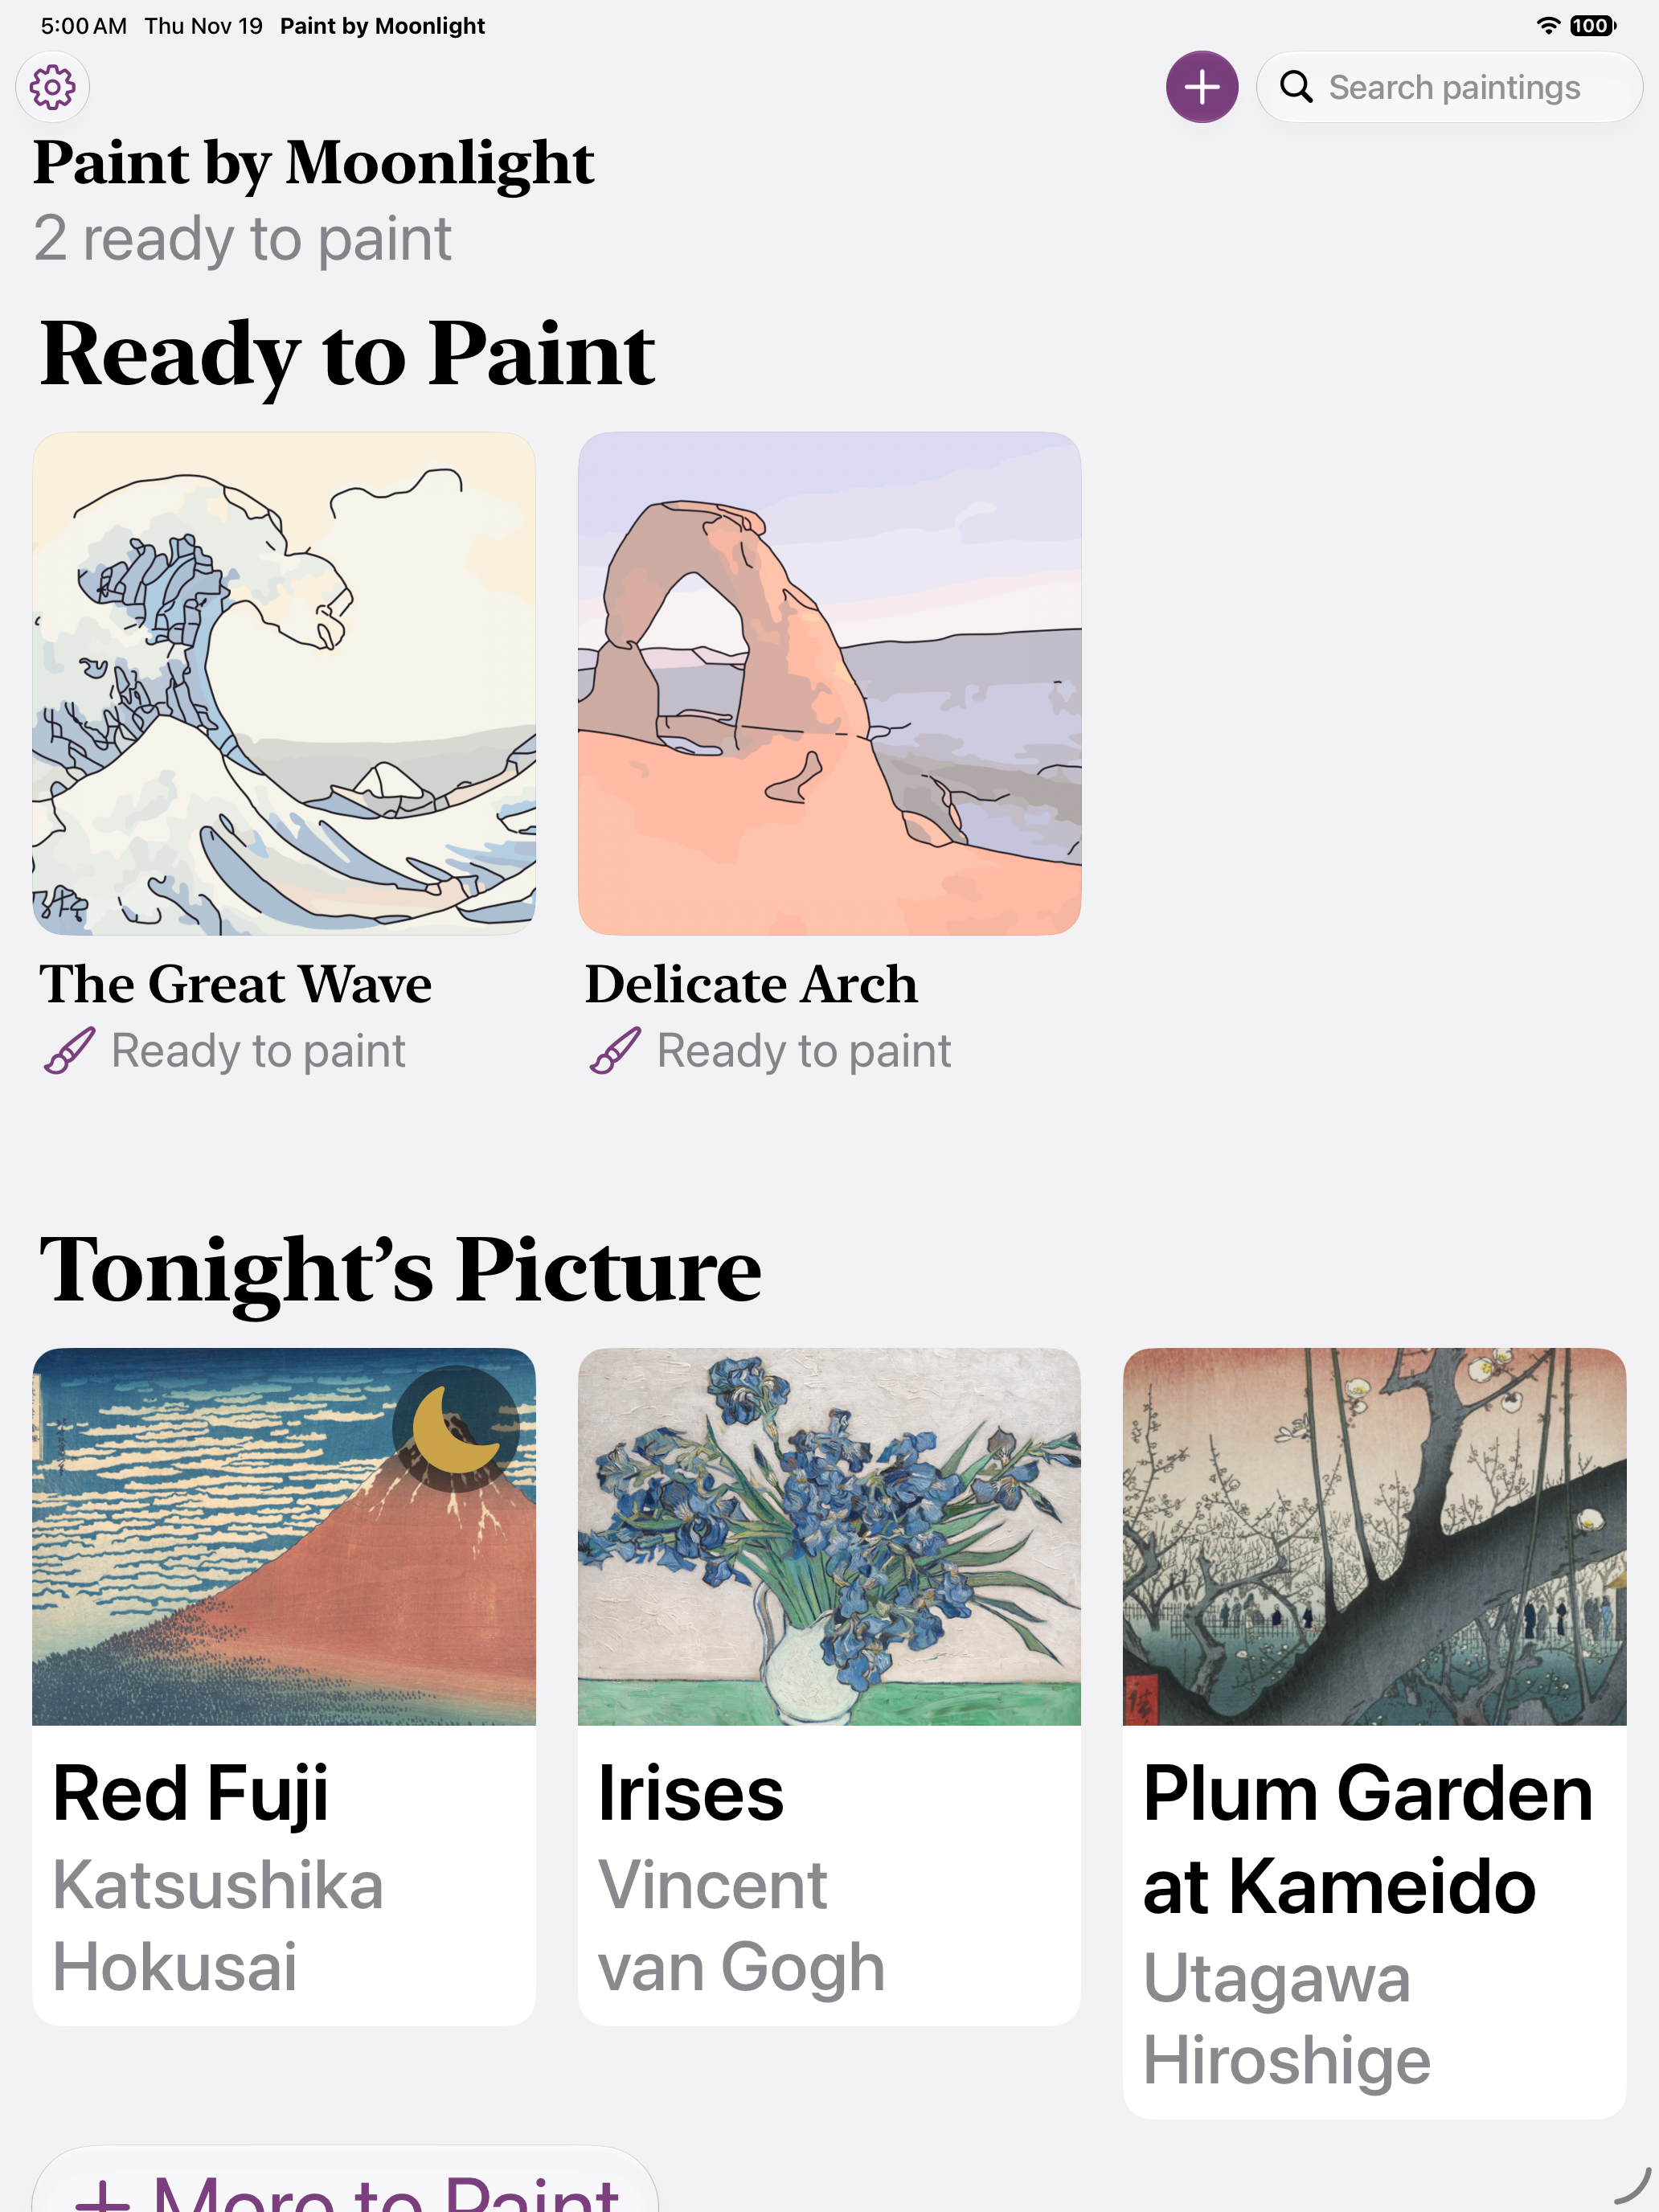 5:00 AM Thu Nov 19 Paint by Moonlight
100
Search paintings
Paint by Moonlight
2 ready to paint
Ready to Paint
The Great Wave
Ready to paint
Delicate Arch
Ready to paint
Tonight’s Picture
Red Fuji
Katsushika
Hokusai
Irises
Vincent
van Gogh
Plum Garden
at Kameido
Utagawa
Hiroshige
+ More to Paint